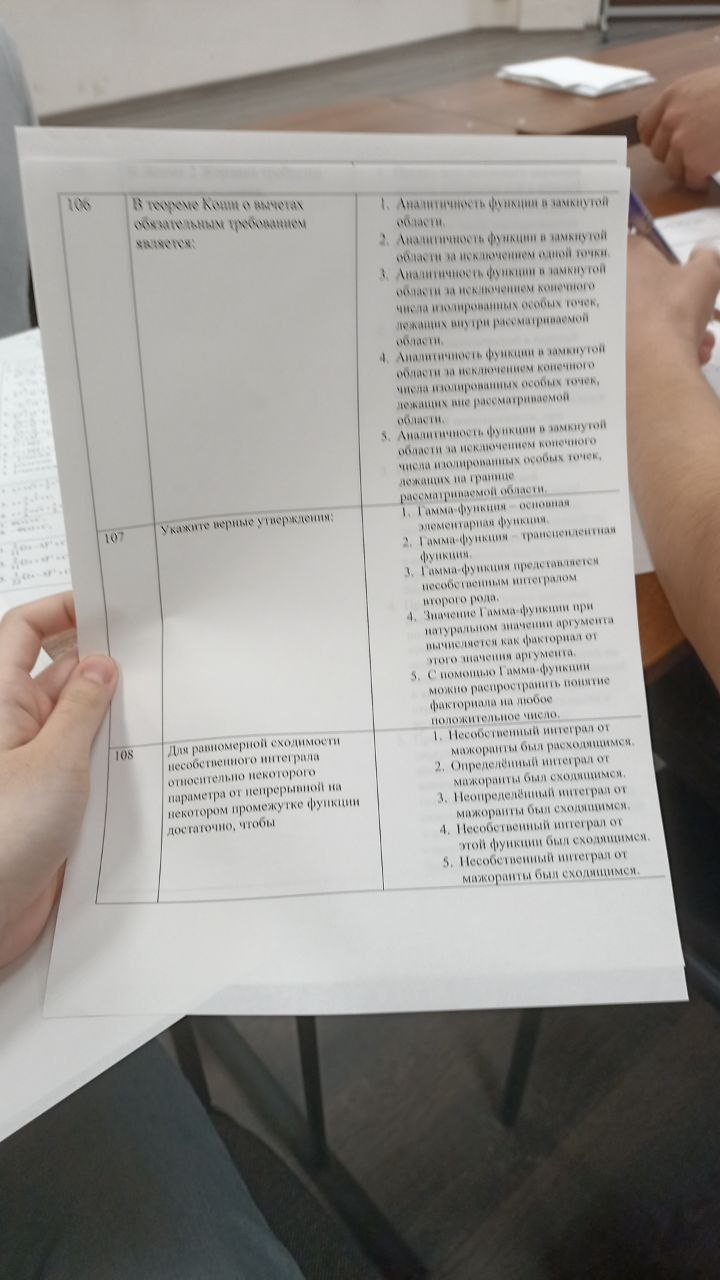 106
В теореме Коши о вычетах
обязательным требованием
является:
1. Аналитичность функции в замкнутой
области.
2. Аналитичность функции в замкнутой
области за исключением одной точки.
3. Аналитичность функции в замкнутой
области за исключением конечного
числа изолированных особых точек,
лежащих внутри рассматриваемой
области.
4. Аналитичность функции в замкнутой
области за исключением конечного
числа изолированных особых точек,
лежащих вне рассматриваемой
области.
5. Аналитичность функции в замкнутой
области за исключением конечного
числа изолированных особых точек,
лежащих на границе
рассматриваемой области.
107
Укажите верные утверждения:
1. Гамма-функция – основная
элементарная функция.
2. Гамма-функция – трансцендентная
функция.
3. Гамма-функция представляется
несобственным интегралом
второго рода.
4. Значение Гамма-функции при
натуральном значении аргумента
вычисляется как факториал от
этого значения аргумента.
5. С помощью Гамма-функции
можно распространить понятие
факториала на любое
положительное число.
108
Для равномерной сходимости
несобственного интеграла
относительно некоторого
параметра от непрерывной на
некотором промежутке функции
достаточно, чтобы
1. Несобственный интеграл от
мажоранты был расходящимся.
2. Определённый интеграл от
мажоранты был сходящимся.
3. Неопределённый интеграл от
мажоранты был сходящимся.
4. Несобственный интеграл от
этой функции был сходящимся.
5. Несобственный интеграл от
мажоранты был сходящимся.